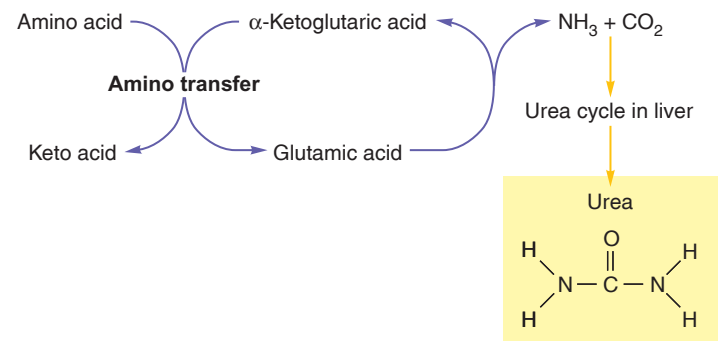 Amino acid
α-Ketoglutaric acid
NH₃ + CO₂
Amino transfer
Urea cycle in liver
Keto acid
Glutamic acid
Urea
O
H
H
N — C — N
H
H